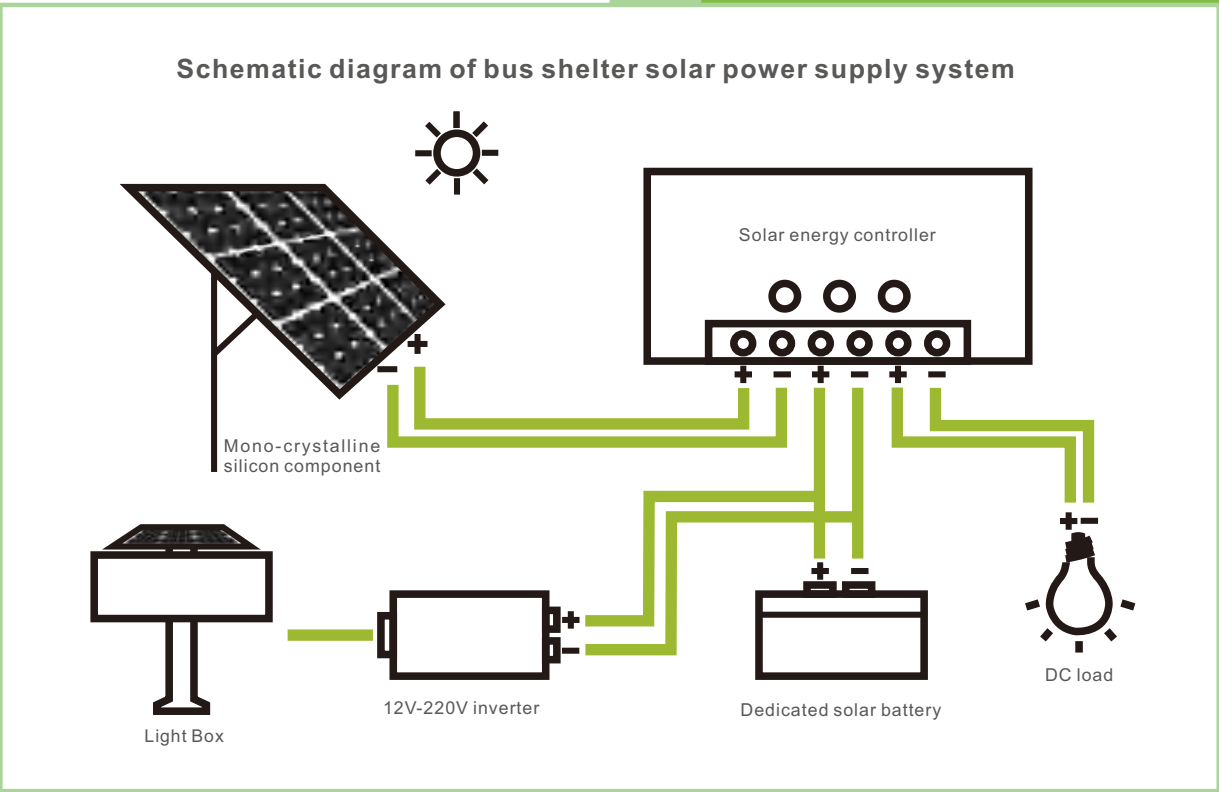 Schematic diagram of bus shelter solar power supply system
Solar energy controller
+
−
+ − + − + −
Mono-crystalline
silicon component
+ −
+ −
+
−
DC load
12V-220V inverter
Dedicated solar battery
Light Box